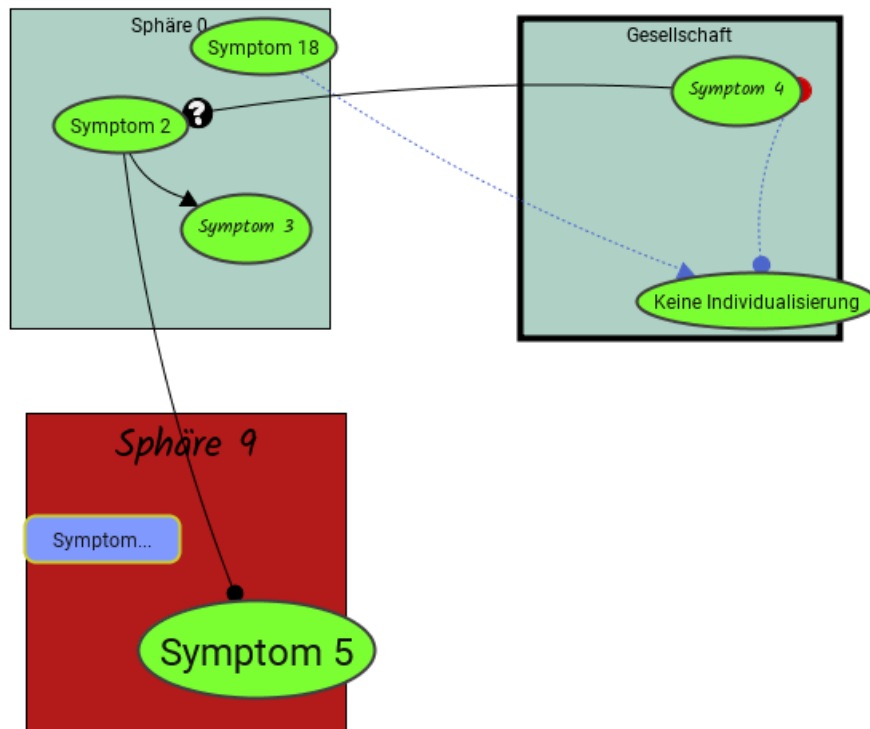 Sphäre 0
Symptom 18
Gesellschaft
Symptom 4
?
Symptom 2
Symptom 3
Keine Individualisierung
Sphäre 9
Symptom...
Symptom 5